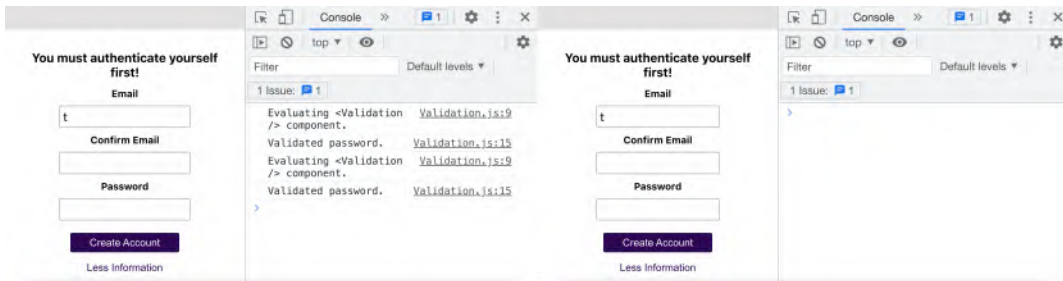 Console
1
top
Filter
Default levels
1 Issue: 1
You must authenticate yourself
first!
Email
t
Confirm Email
Password
Create Account
Less Information
Evaluating <Validation Validation.js:9
/> component.
Validated password. Validation.js:15
Evaluating <Validation Validation.js:9
/> component.
Validated password. Validation.js:15
Console
1
top
Filter
Default levels
1 Issue: 1
You must authenticate yourself
first!
Email
t
Confirm Email
Password
Create Account
Less Information